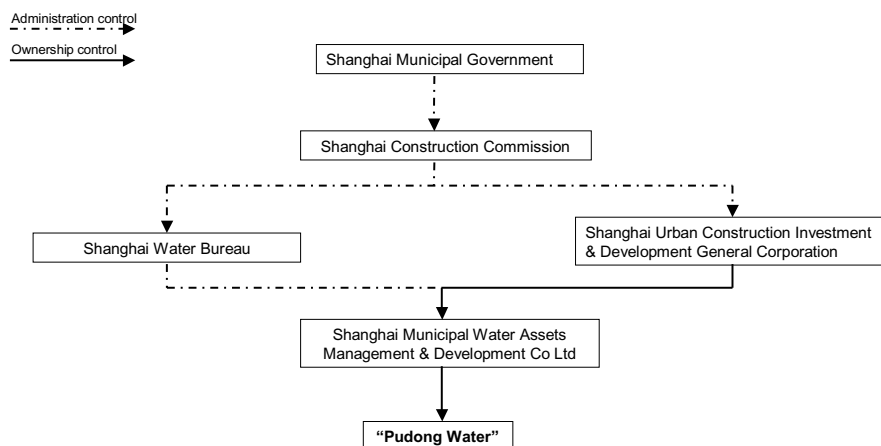 Administration control
Ownership control
Shanghai Municipal Government
Shanghai Construction Commission
Shanghai Water Bureau
Shanghai Urban Construction Investment
& Development General Corporation
Shanghai Municipal Water Assets
Management & Development Co Ltd
“Pudong Water”